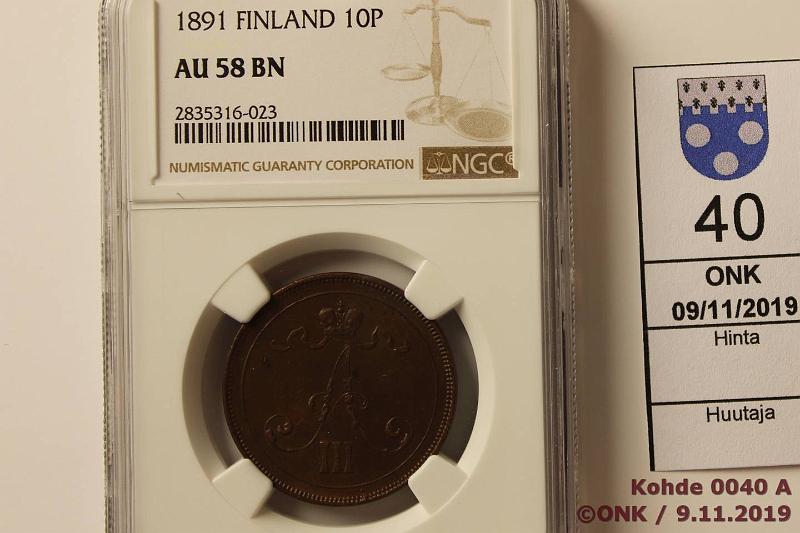 1891 FINLAND 10P
AU 58 BN
2835316-023
NUMISMATIC GUARANTY CORPORATION
NGC®
A
III
40
ONK
09/11/2019
Hinta
Huutaja
Kohde 0040 A
©ONK / 9.11.2019